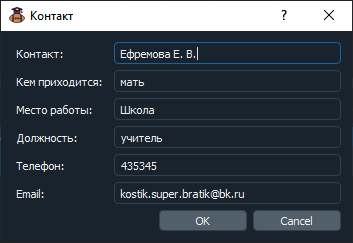 Контакт
Контакт: Ефремова Е. В.
Кем приходится: мать
Место работы: Школа
Должность: учитель
Телефон: 435345
Email: kostik.super.bratik@bk.ru
OK Cancel